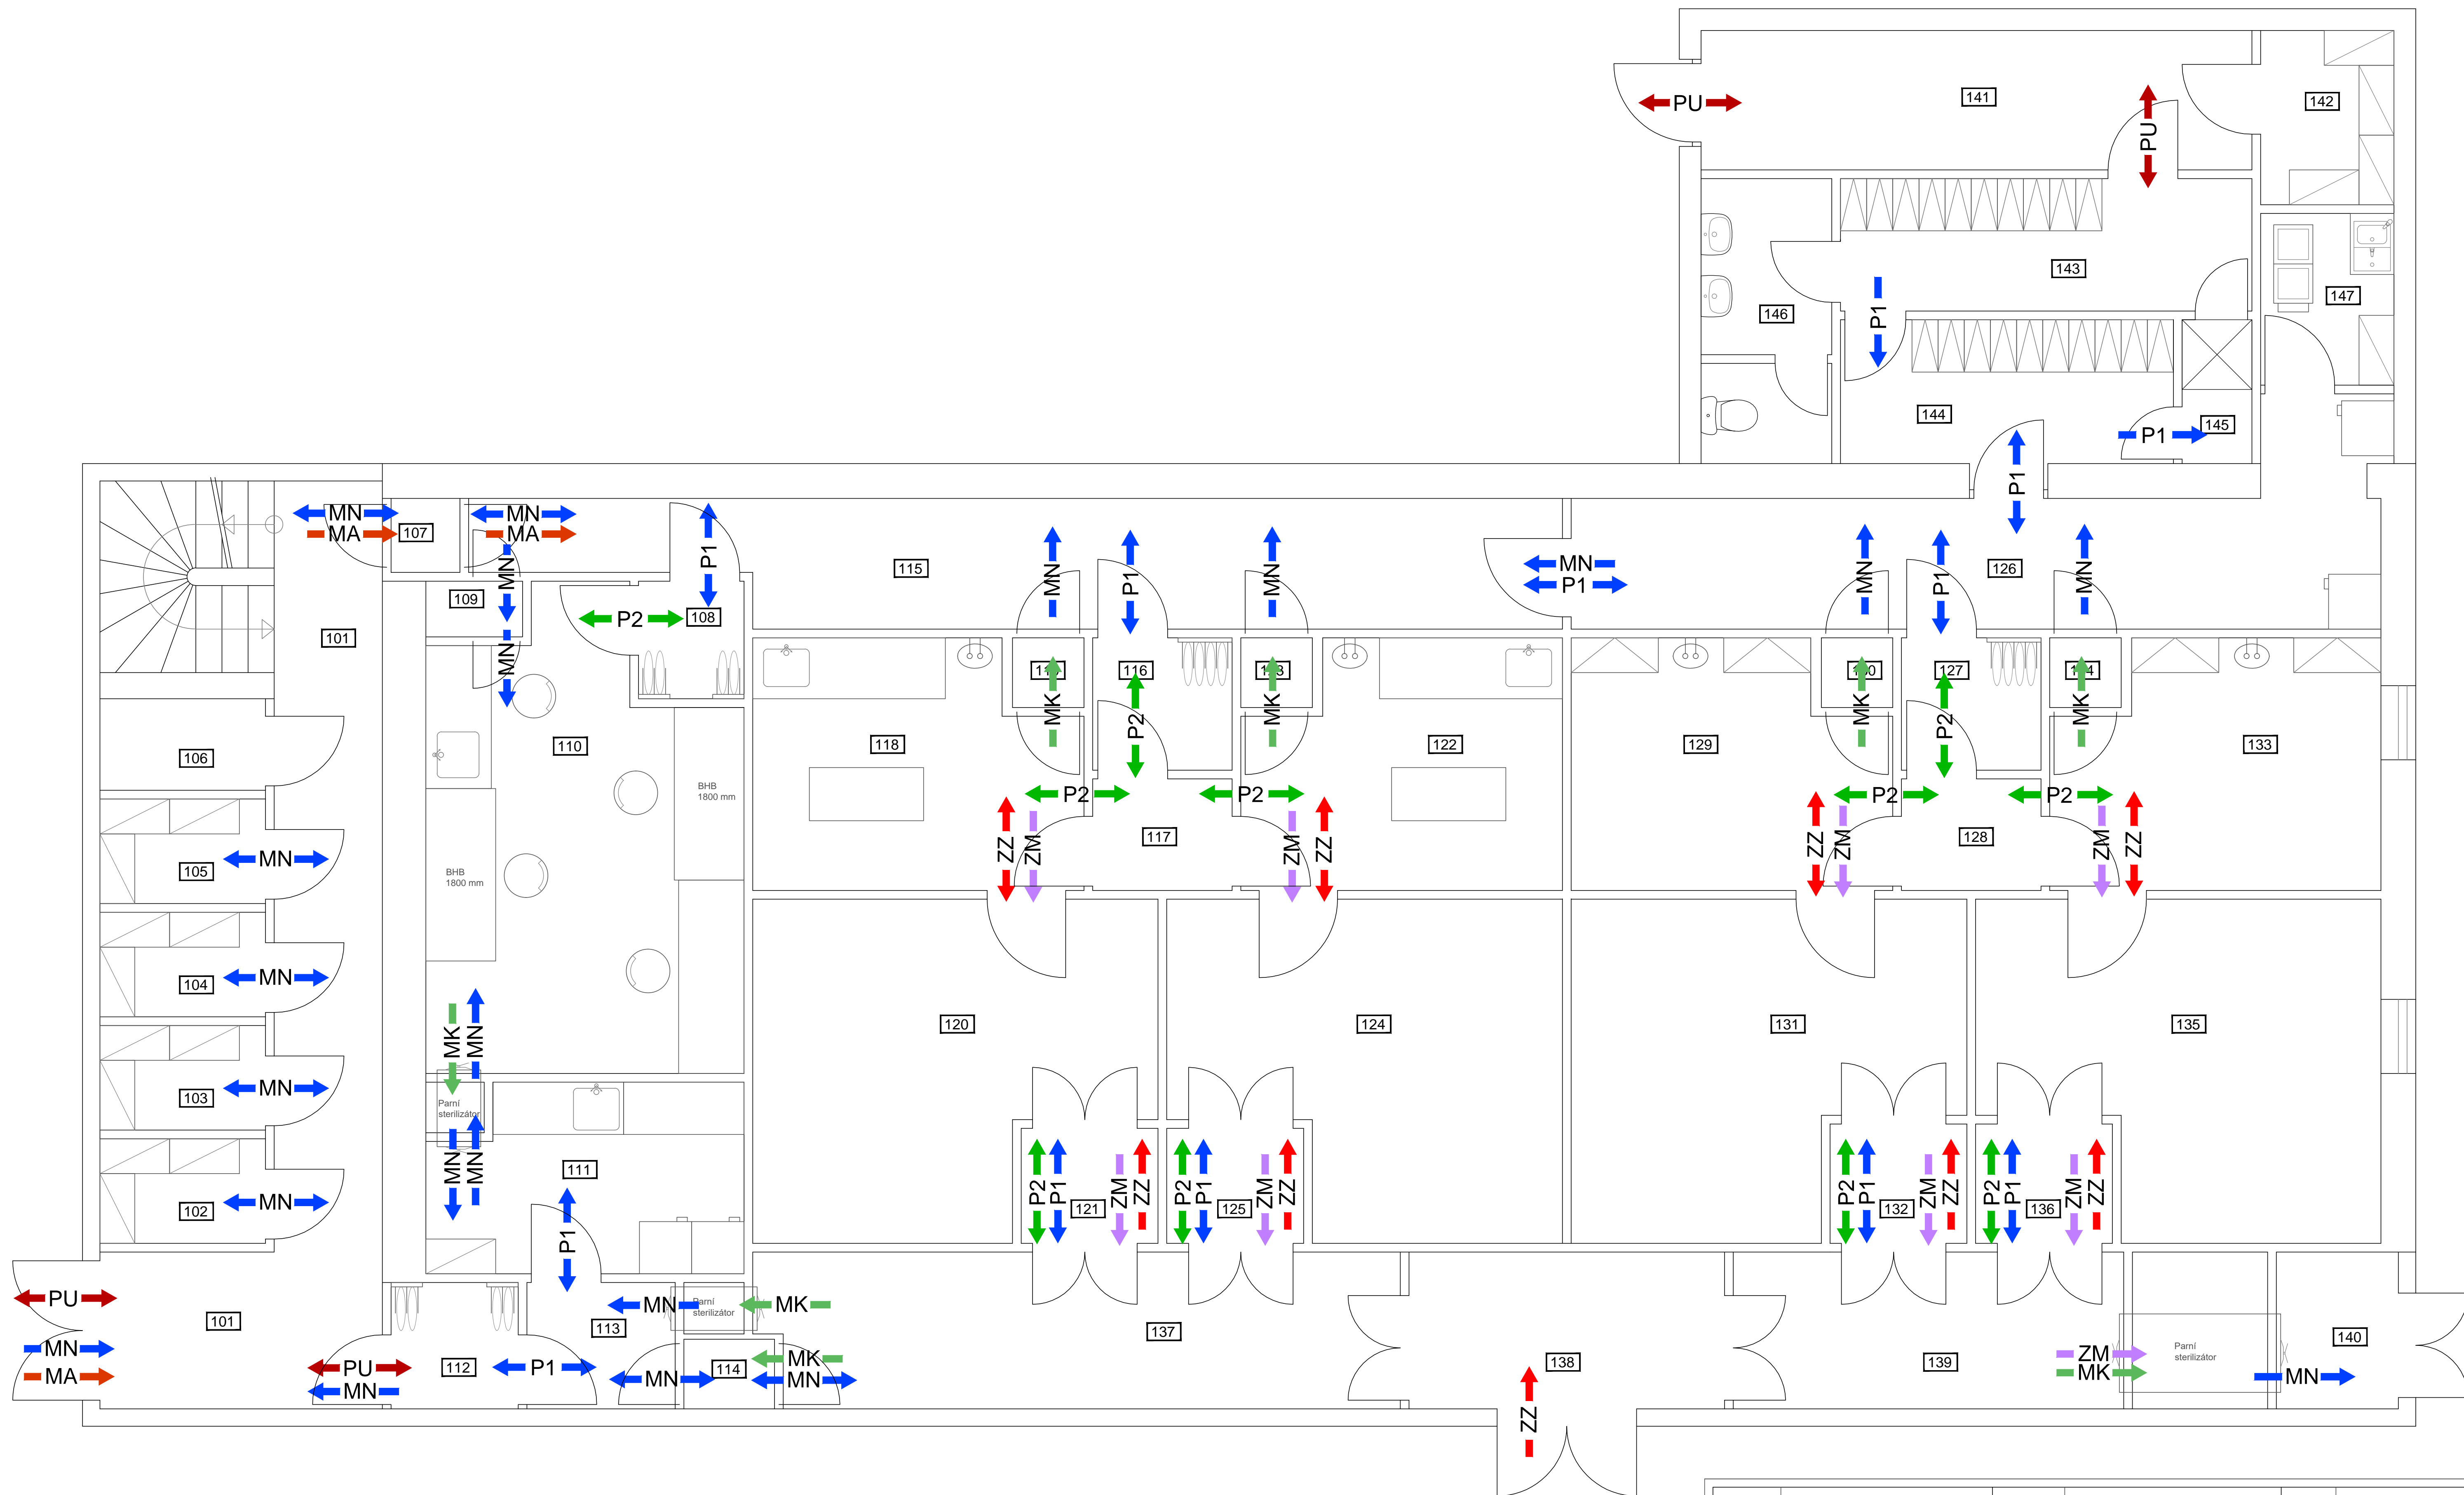 141
142
PU
PU
143
147
146
P1
144
145
P1
P1
MN
MA
107
MN
MA
MN
P1
115
MN
P1
MN
MN
P1
MN
P1
MN
126
109
P2
108
101
MN
116
127
MK
P2
MK
MK
P2
MK
106
110
118
122
129
133
BHB
1800 mm
P2
P2
P2
P2
117
128
ZZ
ZM
ZM
ZZ
ZZ
ZM
ZM
ZZ
MN
105
BHB
1800 mm
MN
104
120
124
131
135
MK
MN
MN
103
Parní
sterilizátor
MN
MN
111
MN
102
P2
P1
121
ZM
ZZ
P2
P1
125
ZM
ZZ
P2
P1
132
ZM
ZZ
P2
P1
136
ZM
ZZ
P1
PU
101
MN
MA
PU
MN
112
P1
113
MN
Parní
sterilizátor
MK
MN
114
MK
MN
137
138
ZZ
139
ZM
MK
Parní
sterilizátor
MN
140